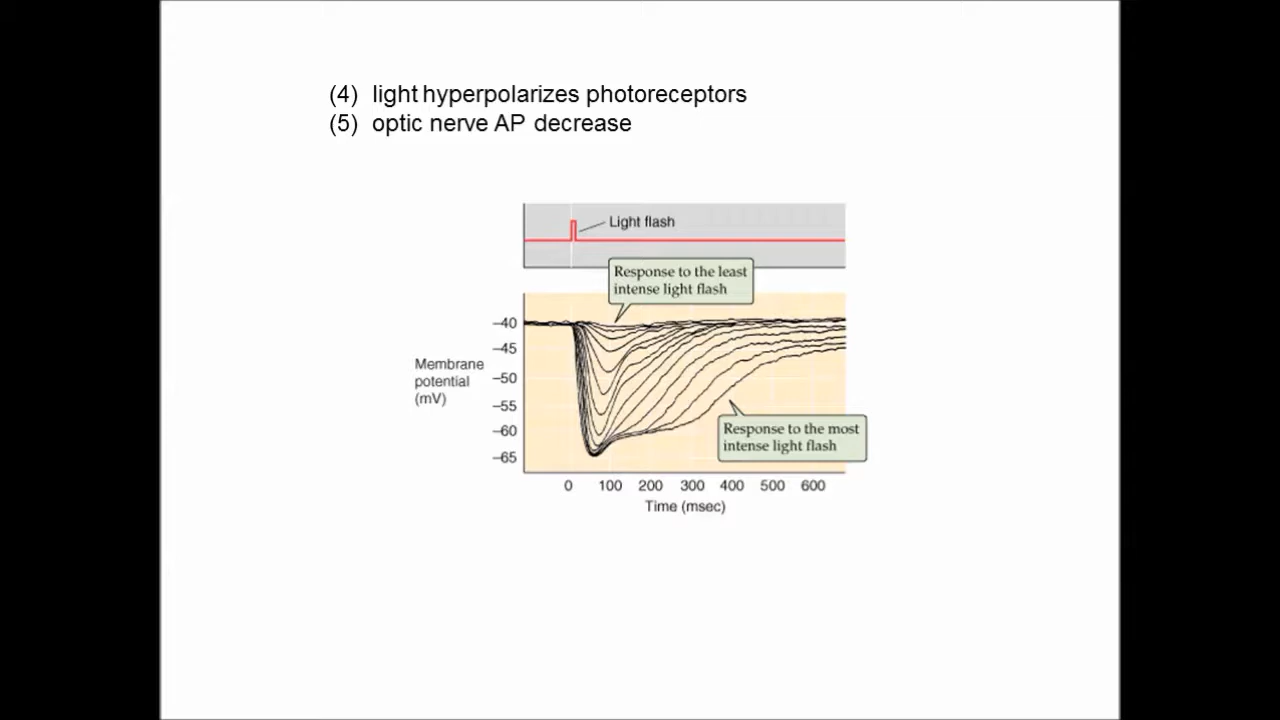 (4) light hyperpolarizes photoreceptors
(5) optic nerve AP decrease
Light flash
Response to the least
intense light flash
–40
–45
Membrane
potential
(mV)
–50
–55
–60
–65
Response to the most
intense light flash
0 100 200 300 400 500 600
Time (msec)